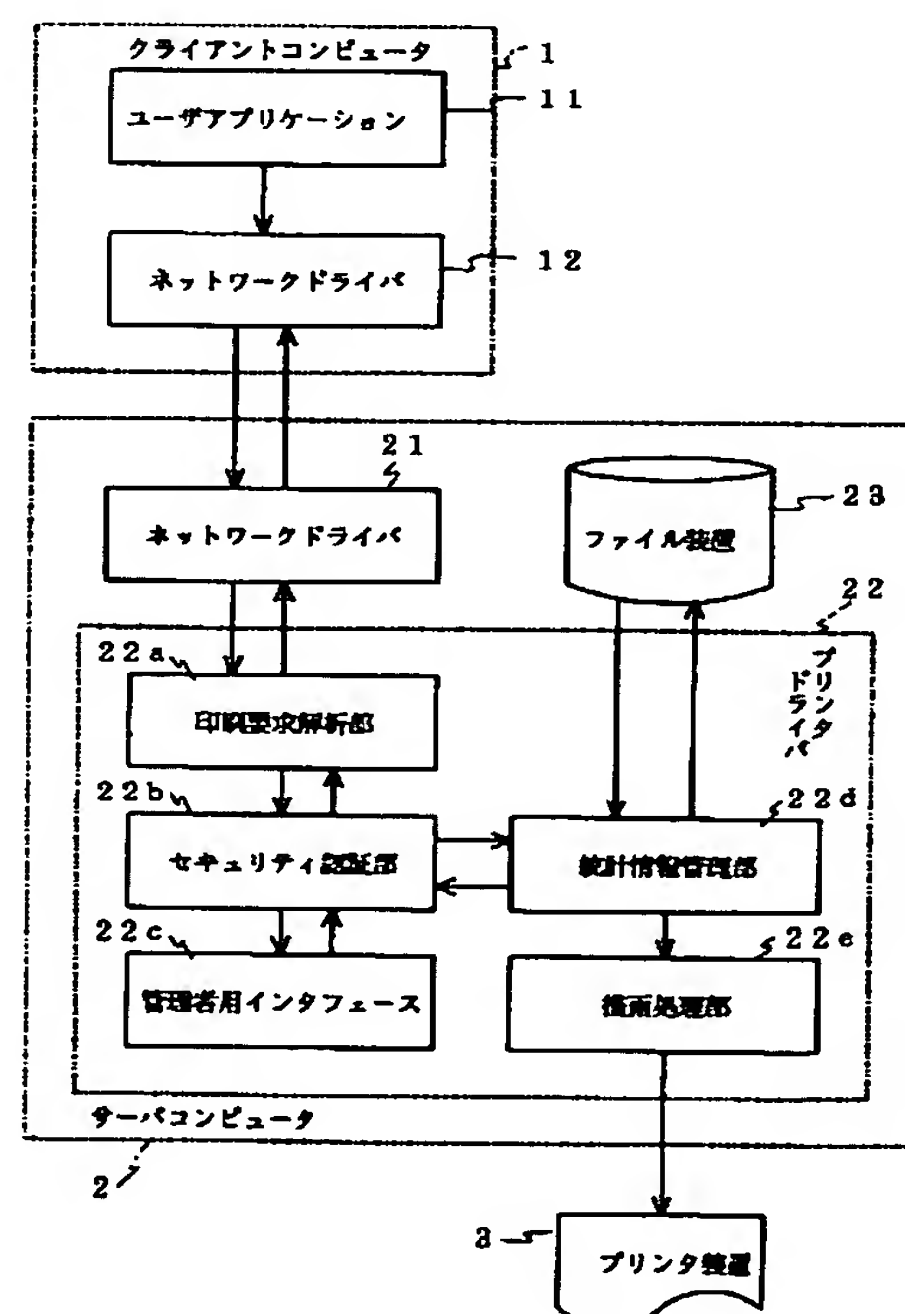 クライアントコンピュータ
1
ユーザアプリケーション
11
ネットワークドライバ
12
21
ネットワークドライバ
ファイル装置
23
22
プリンタ
ドライバ
22a
印刷要求解析部
22b
セキュリティ認証部
統計情報管理部
22d
22c
管理者用インタフェース
描画処理部
22e
サーバコンピュータ
2
3
プリンタ装置